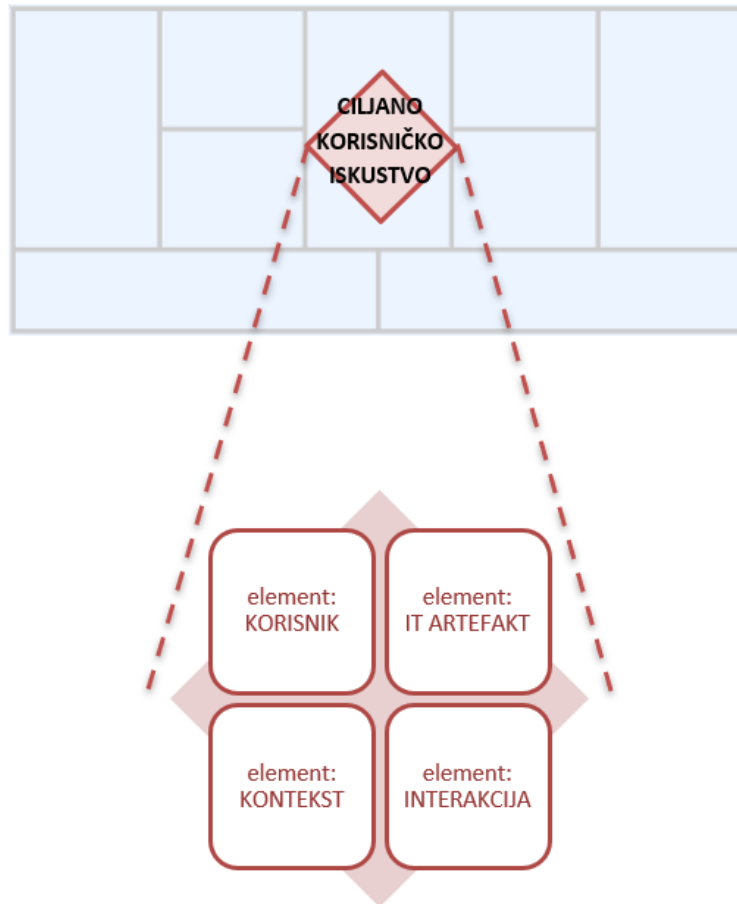 CILJANO
KORISNIČKO
ISKUSTVO
element:
KORISNIK
element:
IT ARTEFAKT
element:
KONTEKST
element:
INTERAKCIJA